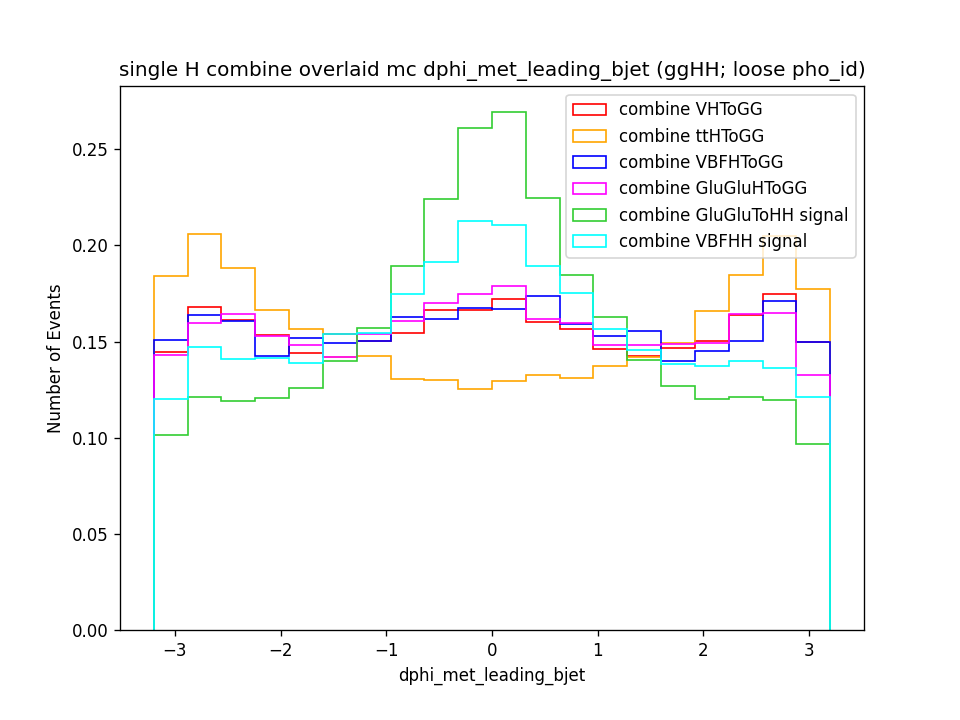 single H combine overlaid mc dphi_met_leading_bjet (ggHH; loose pho_id)
combine VHToGG
combine ttHToGG
combine VBFHToGG
combine GluGluHToGG
combine GluGluToHH signal
combine VBFHH signal
Number of Events
0.25
0.20
0.15
0.10
0.05
0.00
−3
−2
−1
0
1
2
3
dphi_met_leading_bjet